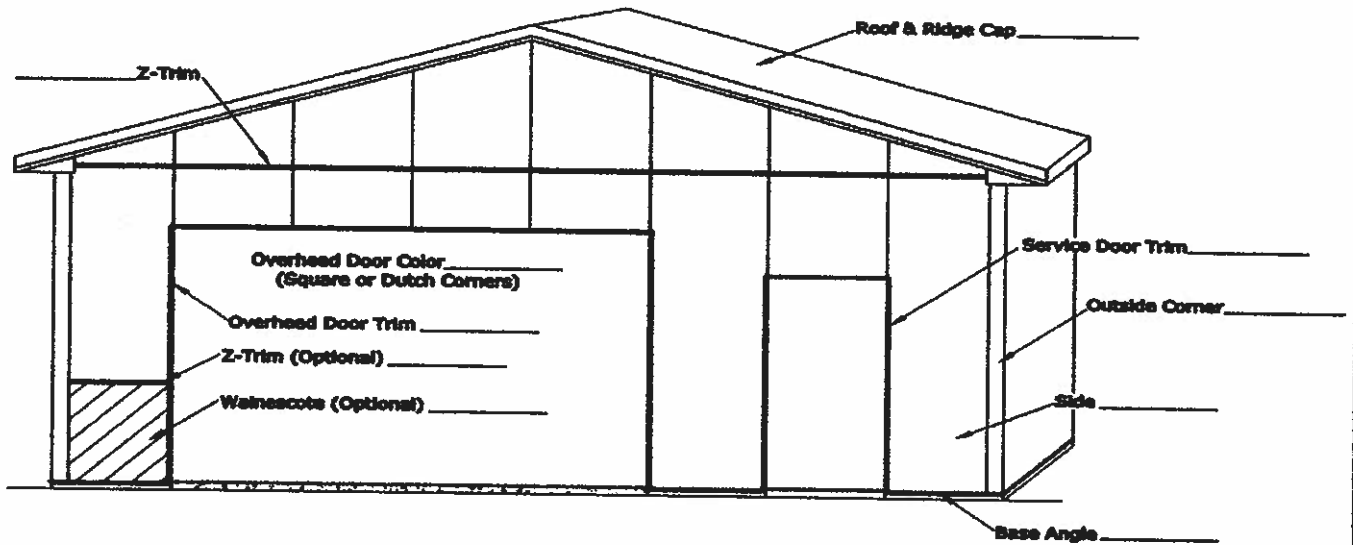 Roof & Ridge Cap
Z-Trim
Overhead Door Color
(Square or Dutch Corners)
Service Door Trim
Outside Corner
Overhead Door Trim
Z-Trim (Optional)
Wainescots (Optional)
Side
Base Angle